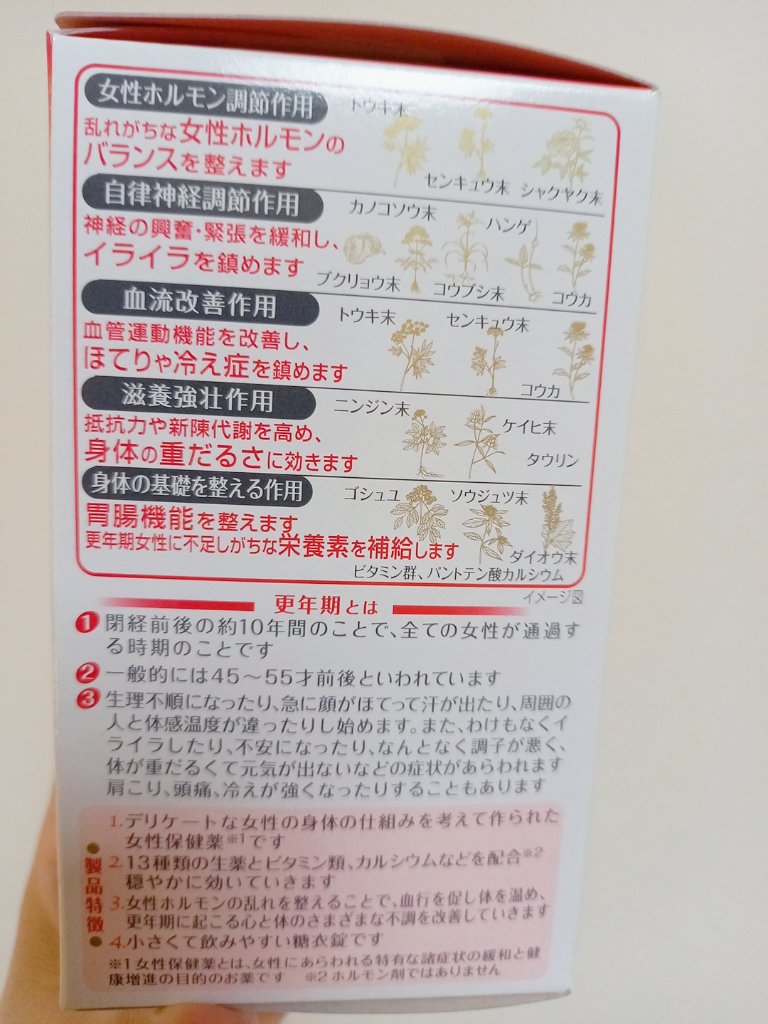 女性ホルモン調節作用
乱れがちな女性ホルモンの
バランスを整えます
トウキ末
センキュウ末
シャクヤク末
自律神経調節作用
神経の興奮・緊張を緩和し、
イライラを鎮めます
カノコソウ末
ハンゲ
ブクリョウ末
コウブシ末
コウカ
血流改善作用
血管運動機能を改善し、
ほてりや冷え症を鎮めます
トウキ末
センキュウ末
コウカ
滋養強壮作用
抵抗力や新陳代謝を高め、
身体の重だるさに効きます
ニンジン末
ケイヒ末
タウリン
身体の基礎を整える作用
胃腸機能を整えます
更年期女性に不足しがちな栄養素を補給します
ゴシュユ
ソウジュツ末
ダイオウ末
ビタミン群、パントテン酸カルシウム
イメージ図
更年期とは
1 閉経前後の約10年間のことで、全ての女性が通過す
る時期のことです
2 一般的には45〜55才前後といわれています
3 生理不順になったり、急に顔がほてって汗が出たり、周囲の
人と体感温度が違ったりし始めます。また、わけもなくイ
ライラしたり、不安になったり、なんとなく調子が悪く、
体が重だるくて元気が出ないなどの症状があらわれます
肩こり、頭痛、冷えが強くなったりすることもあります
●製品特徴●
1.デリケートな女性の身体の仕組みを考えて作られた
女性保健薬※1です
2.13種類の生薬とビタミン類、カルシウムなどを配合※2
穏やかに効いていきます
3.女性ホルモンの乱れを整えることで、血行を促し体を温め、
更年期に起こる心と体のさまざまな不調を改善していきます
4.小さくて飲みやすい糖衣錠です
※1 女性保健薬とは、女性にあらわれる特有な諸症状の緩和と健
康増進の目的のお薬です ※2 ホルモン剤ではありません